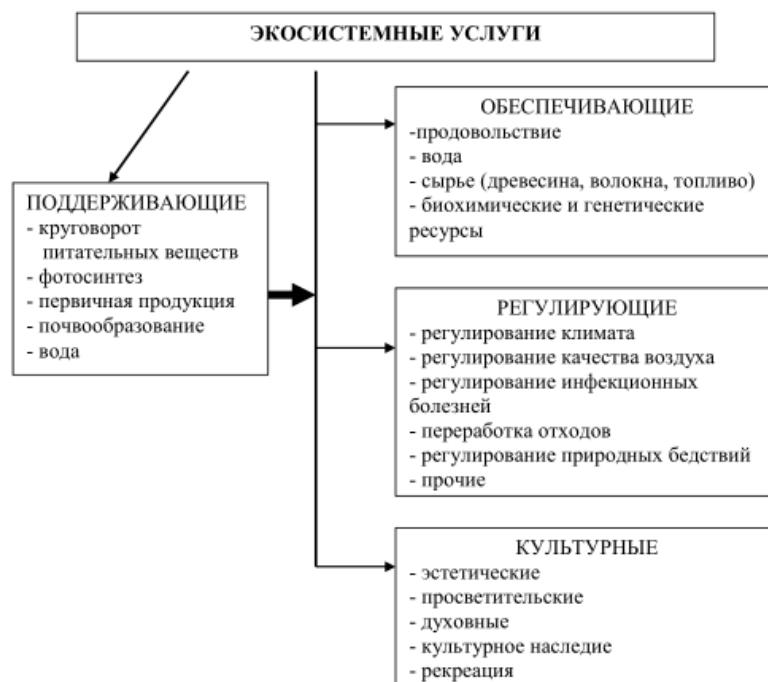 ЭКОСИСТЕМНЫЕ УСЛУГИ
ПОДДЕРЖИВАЮЩИЕ
- круговорот
питательных веществ
- фотосинтез
- первичная продукция
- почвообразование
- вода
ОБЕСПЕЧИВАЮЩИЕ
-продовольствие
- вода
- сырье (древесина, волокна, топливо)
- биохимические и генетические
ресурсы
РЕГУЛИРУЮЩИЕ
- регулирование климата
- регулирование качества воздуха
- регулирование инфекционных
болезней
- переработка отходов
- регулирование природных бедствий
- прочие
КУЛЬТУРНЫЕ
- эстетические
- просветительские
- духовные
- культурное наследие
- рекреация